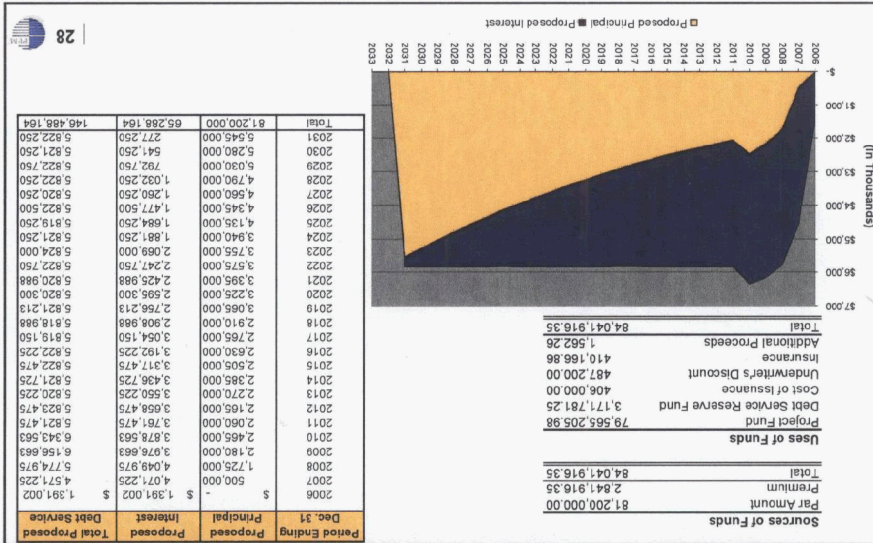 Sources of Funds
Par Amount 81,200,000.00
Premium 2,841,916.35
Total 84,041,916.35
Uses of Funds
Project Fund 79,565,205.98
Debt Service Reserve Fund 3,171,781.25
Cost of Issuance 406,000.00
Underwriter's Discount 487,200.00
Insurance 410,166.86
Additional Proceeds 1,562.26
Total 84,041,916.35
Period Ending Proposed Proposed Total Proposed
Dec. 31 Principal Interest Debt Service
2006 $ - $ 1,391,002 $ 1,391,002
2007 500,000 4,071,225 4,571,225
2008 1,725,000 4,049,975 5,774,975
2009 2,180,000 3,976,663 6,156,663
2010 2,465,000 3,878,563 6,343,563
2011 2,060,000 3,761,475 5,821,475
2012 2,165,000 3,658,475 5,823,475
2013 2,270,000 3,550,225 5,820,225
2014 2,385,000 3,436,725 5,821,725
2015 2,505,000 3,317,475 5,822,475
2016 2,630,000 3,192,225 5,822,225
2017 2,765,000 3,054,150 5,819,150
2018 2,910,000 2,908,988 5,818,988
2019 3,065,000 2,756,213 5,821,213
2020 3,225,000 2,595,300 5,820,300
2021 3,395,000 2,425,988 5,820,988
2022 3,575,000 2,247,750 5,822,750
2023 3,755,000 2,069,000 5,824,000
2024 3,940,000 1,881,250 5,821,250
2025 4,135,000 1,684,250 5,819,250
2026 4,345,000 1,477,500 5,822,500
2027 4,560,000 1,260,250 5,820,250
2028 4,790,000 1,032,250 5,822,250
2029 5,030,000 792,750 5,822,750
2030 5,280,000 541,250 5,821,250
2031 5,545,000 277,250 5,822,250
Total 81,200,000 65,288,164 146,488,164
(In Thousands)
$7,000
$6,000
$5,000
$4,000
$3,000
$2,000
$1,000
$-
2006 2007 2008 2009 2010 2011 2012 2013 2014 2015 2016 2017 2018 2019 2020 2021 2022 2023 2024 2025 2026 2027 2028 2029 2030 2031 2032 2033
Proposed Principal Proposed Interest
28
PFM